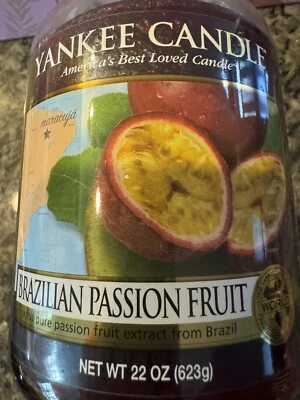 YANKEE CANDLE
America's Best Loved Candle
maracujá
BRAZILIAN PASSION FRUIT
pure passion fruit extract from Brazil
WORLD
NET WT 22 OZ (623g)